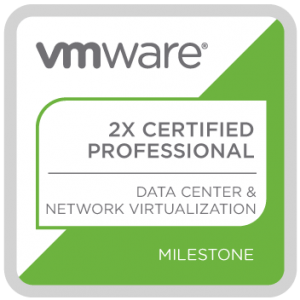 vmware®
2X CERTIFIED
PROFESSIONAL
DATA CENTER &
NETWORK VIRTUALIZATION
MILESTONE